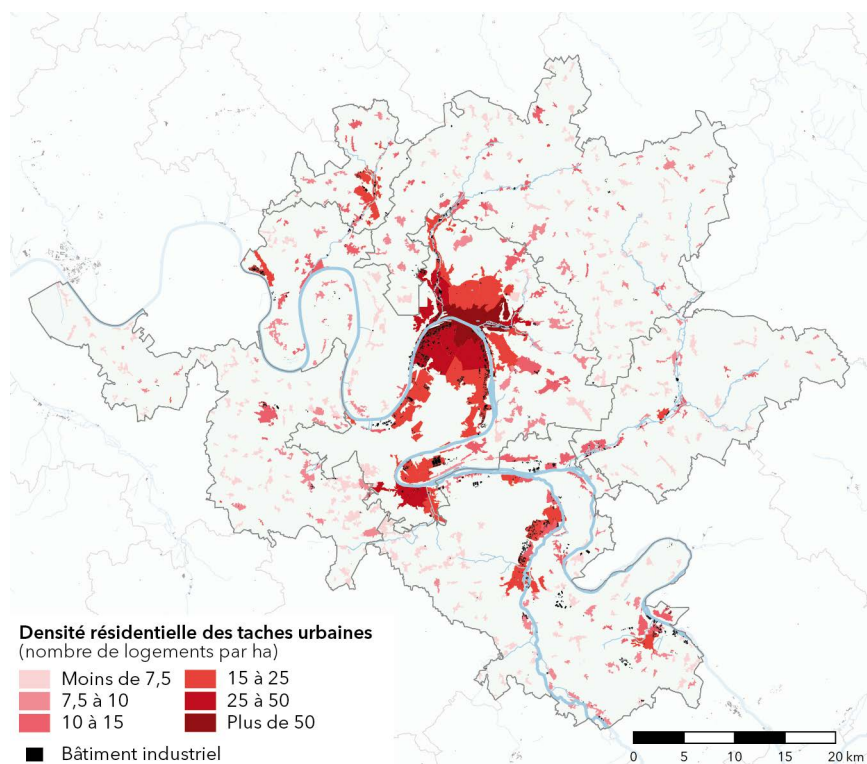 Densité résidentielle des taches urbaines
(nombre de logements par ha)
Moins de 7,5
7,5 à 10
10 à 15
15 à 25
25 à 50
Plus de 50
Bâtiment industriel
0 5 10 15 20 km